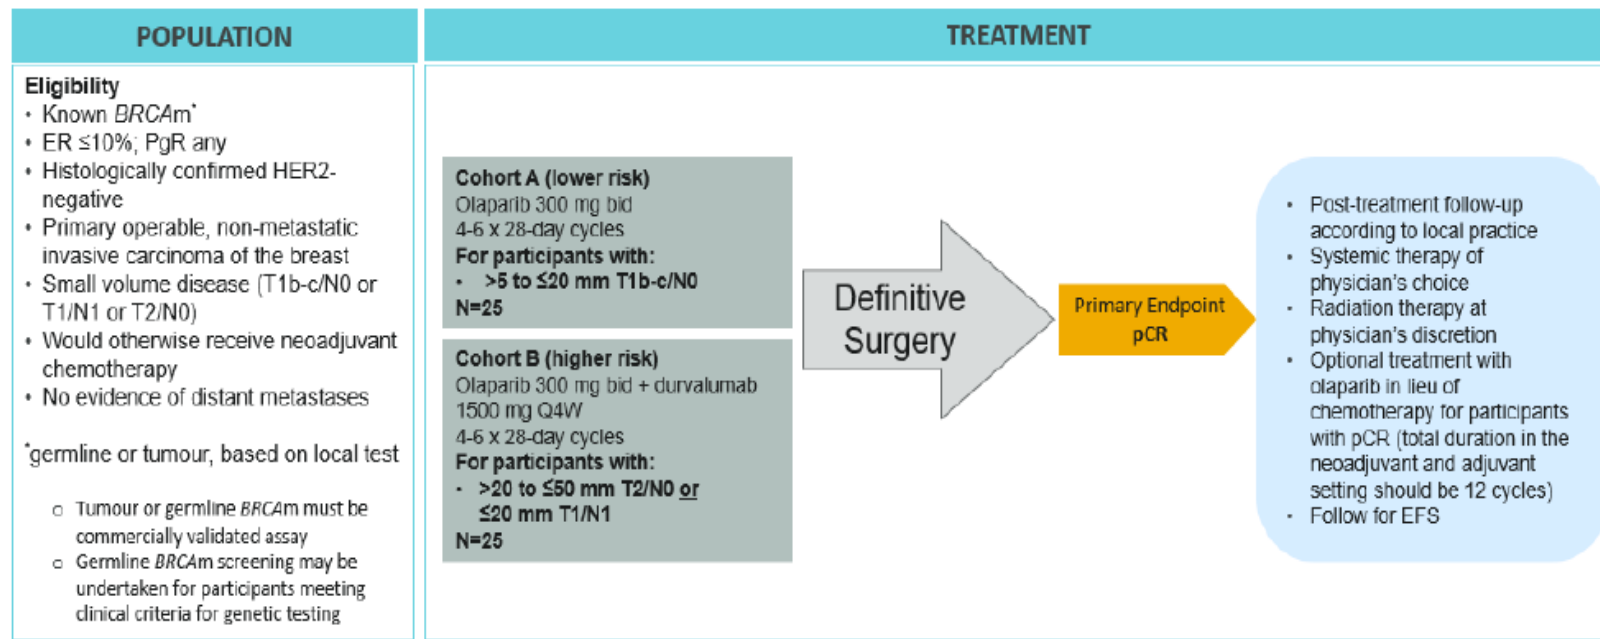 POPULATION
Eligibility
• Known BRCAm*
• ER ≤10%; PgR any
• Histologically confirmed HER2-
negative
• Primary operable, non-metastatic
invasive carcinoma of the breast
• Small volume disease (T1b-c/N0 or
T1/N1 or T2/N0)
• Would otherwise receive neoadjuvant
chemotherapy
• No evidence of distant metastases
*germline or tumour, based on local test
○ Tumour or germline BRCAm must be
commercially validated assay
○ Germline BRCAm screening may be
undertaken for participants meeting
clinical criteria for genetic testing
TREATMENT
Cohort A (lower risk)
Olaparib 300 mg bid
4-6 x 28-day cycles
For participants with:
- >5 to ≤20 mm T1b-c/N0
N=25
Cohort B (higher risk)
Olaparib 300 mg bid + durvalumab
1500 mg Q4W
4-6 x 28-day cycles
For participants with:
- >20 to ≤50 mm T2/N0 or
≤20 mm T1/N1
N=25
Definitive
Surgery
Primary Endpoint
pCR
• Post-treatment follow-up
according to local practice
• Systemic therapy of
physician's choice
• Radiation therapy at
physician's discretion
• Optional treatment with
olaparib in lieu of
chemotherapy for participants
with pCR (total duration in the
neoadjuvant and adjuvant
setting should be 12 cycles)
• Follow for EFS